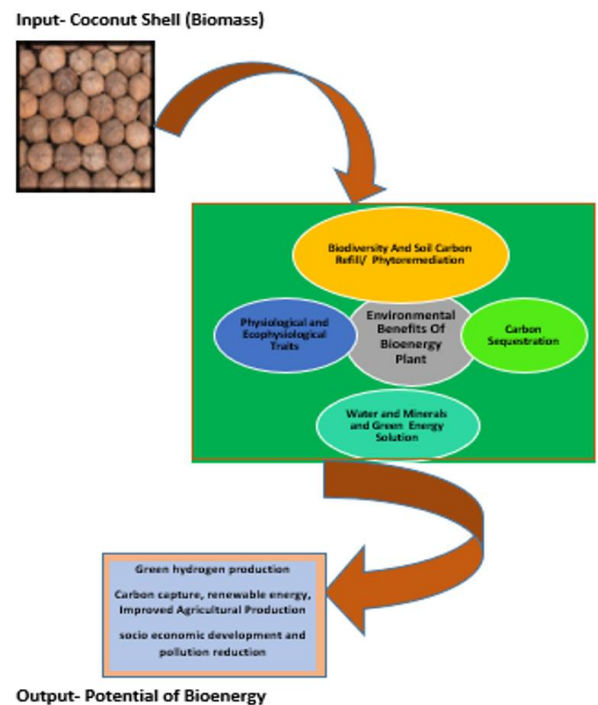 Input- Coconut Shell (Biomass)
Biodiversity And Soil Carbon
Refill/ Phytoremediation
Physiological and
Ecophysiological
Traits
Environmental
Benefits Of
Bioenergy
Plant
Carbon
Sequestration
Water and Minerals
and Green Energy
Solution
Green hydrogen production
Carbon capture, renewable energy,
Improved Agricultural Production
socio economic development and
pollution reduction
Output- Potential of Bioenergy